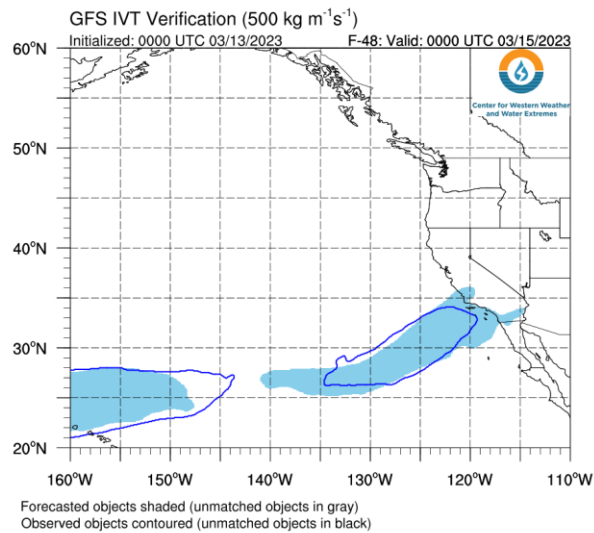 GFS IVT Verification (500 kg m⁻¹s⁻¹)
Initialized: 0000 UTC 03/13/2023 F-48: Valid: 0000 UTC 03/15/2023
Center for Western Weather
and Water Extremes
60°N
50°N
40°N
30°N
20°N
160°W 150°W 140°W 130°W 120°W 110°W
Forecasted objects shaded (unmatched objects in gray)
Observed objects contoured (unmatched objects in black)